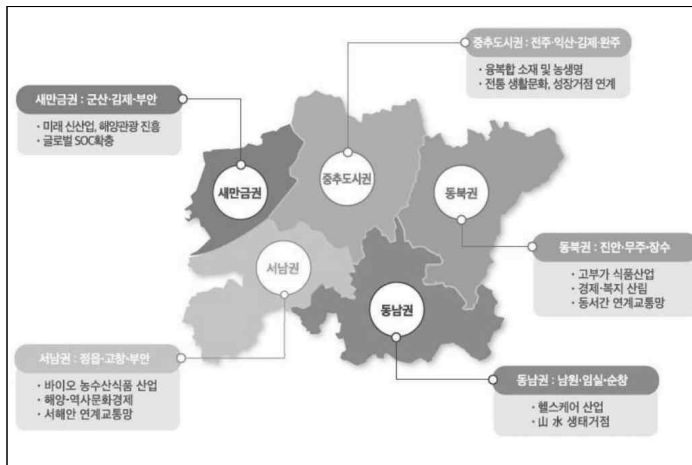 중추도시권 : 전주·익산·김제·완주
· 융복합 소재 및 농생명
· 전통 생활문화, 성장거점 연계
새만금권 : 군산·김제·부안
· 미래 신산업, 해양관광 진흥
· 글로벌 SOC확충
새만금권
중추도시권
동북권
동북권 : 진안·무주·장수
· 고부가 식품산업
· 경제·복지 산림
· 동서간 연계교통망
서남권
동남권
서남권 : 정읍·고창·부안
· 바이오 농수산식품 산업
· 해양·역사문화경제
· 서해안 연계교통망
동남권 : 남원·임실·순창
· 헬스케어 산업
· 山 水 생태거점